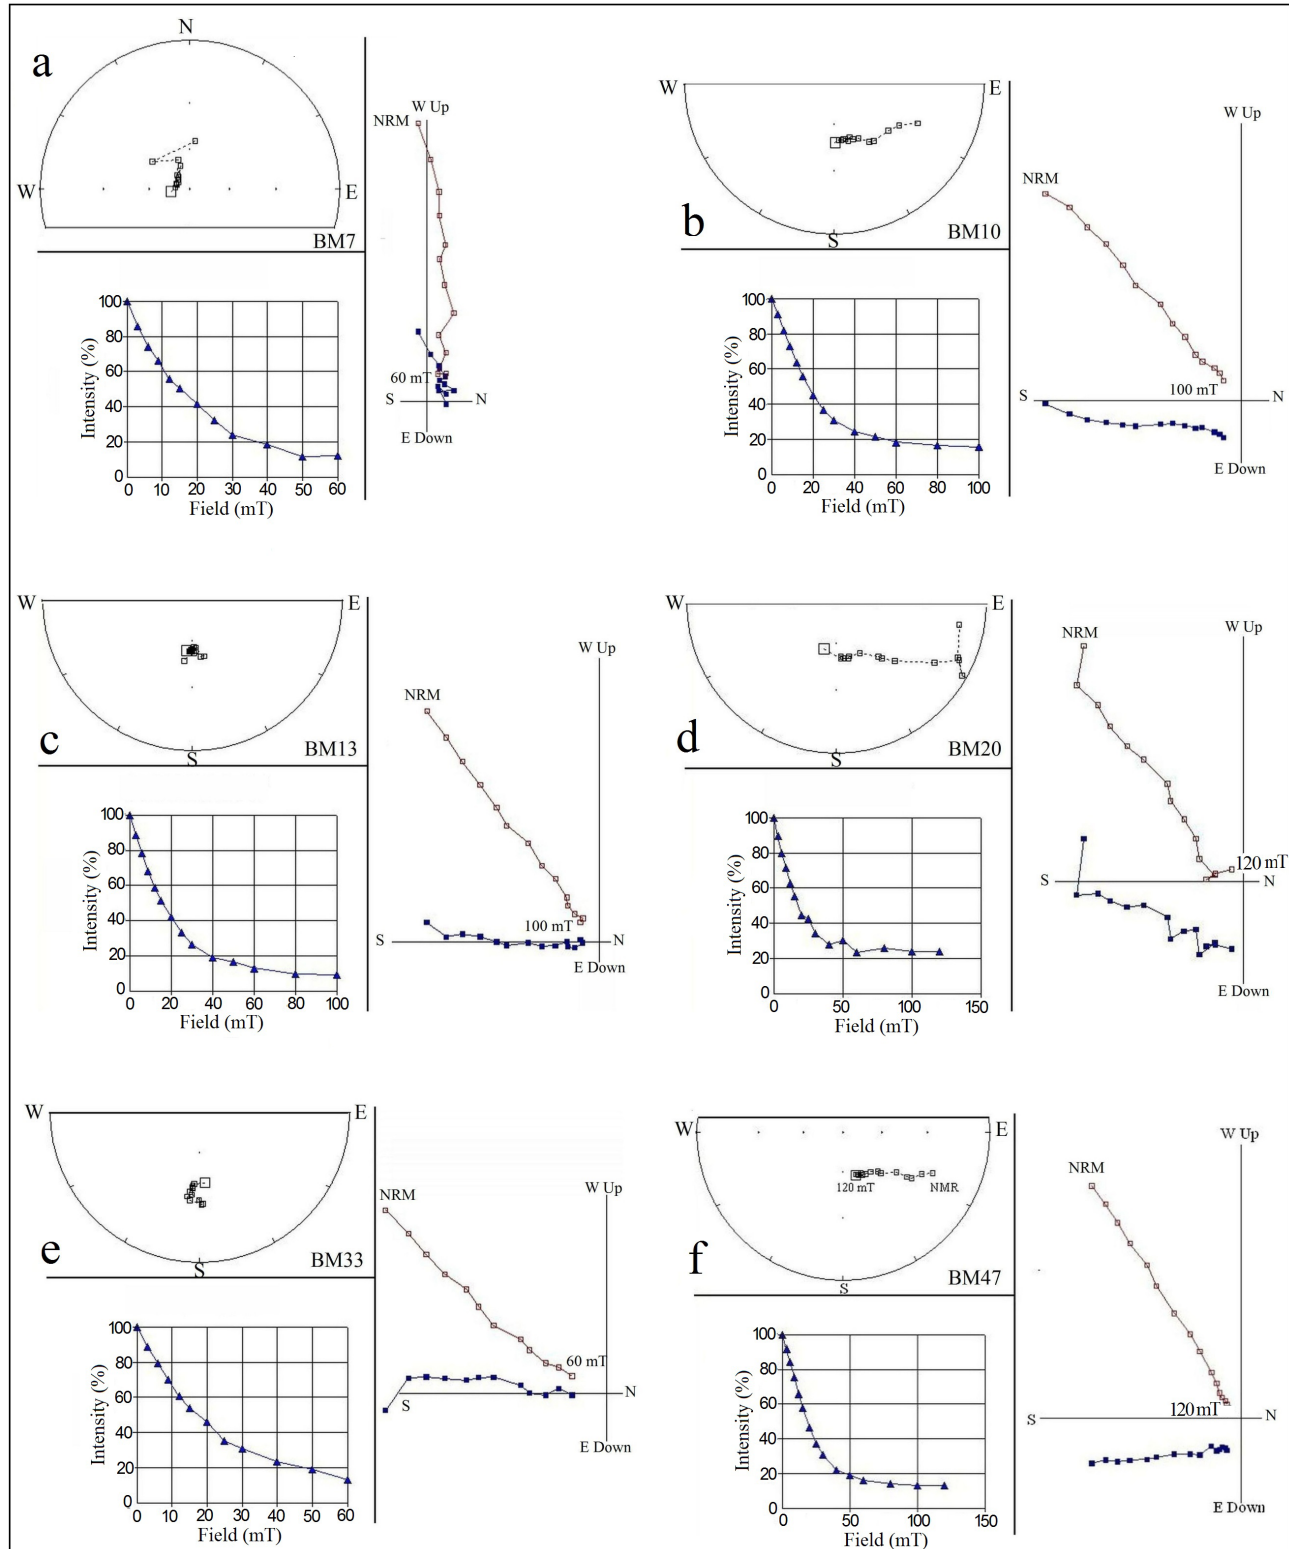 a
N
W
E
BM7
W Up
NRM
60 mT
S
N
E Down
Intensity (%)
100
80
60
40
20
0
0 10 20 30 40 50 60
Field (mT)
b
W
E
S
BM10
W Up
NRM
100 mT
S
N
E Down
Intensity (%)
100
80
60
40
20
0
0 20 40 60 80 100
Field (mT)
c
W
E
S
BM13
W Up
NRM
100 mT
S
N
E Down
Intensity (%)
100
80
60
40
20
0
0 20 40 60 80 100
Field (mT)
d
W
E
S
BM20
W Up
NRM
120 mT
S
N
E Down
Intensity (%)
100
80
60
40
20
0
0 50 100 150
Field (mT)
e
W
E
S
BM33
W Up
NRM
60 mT
S
N
E Down
Intensity (%)
100
80
60
40
20
0
0 10 20 30 40 50 60
Field (mT)
f
W
E
120 mT
NMR
S
BM47
W Up
NRM
120 mT
S
N
E Down
Intensity (%)
100
80
60
40
20
0
0 50 100 150
Field (mT)